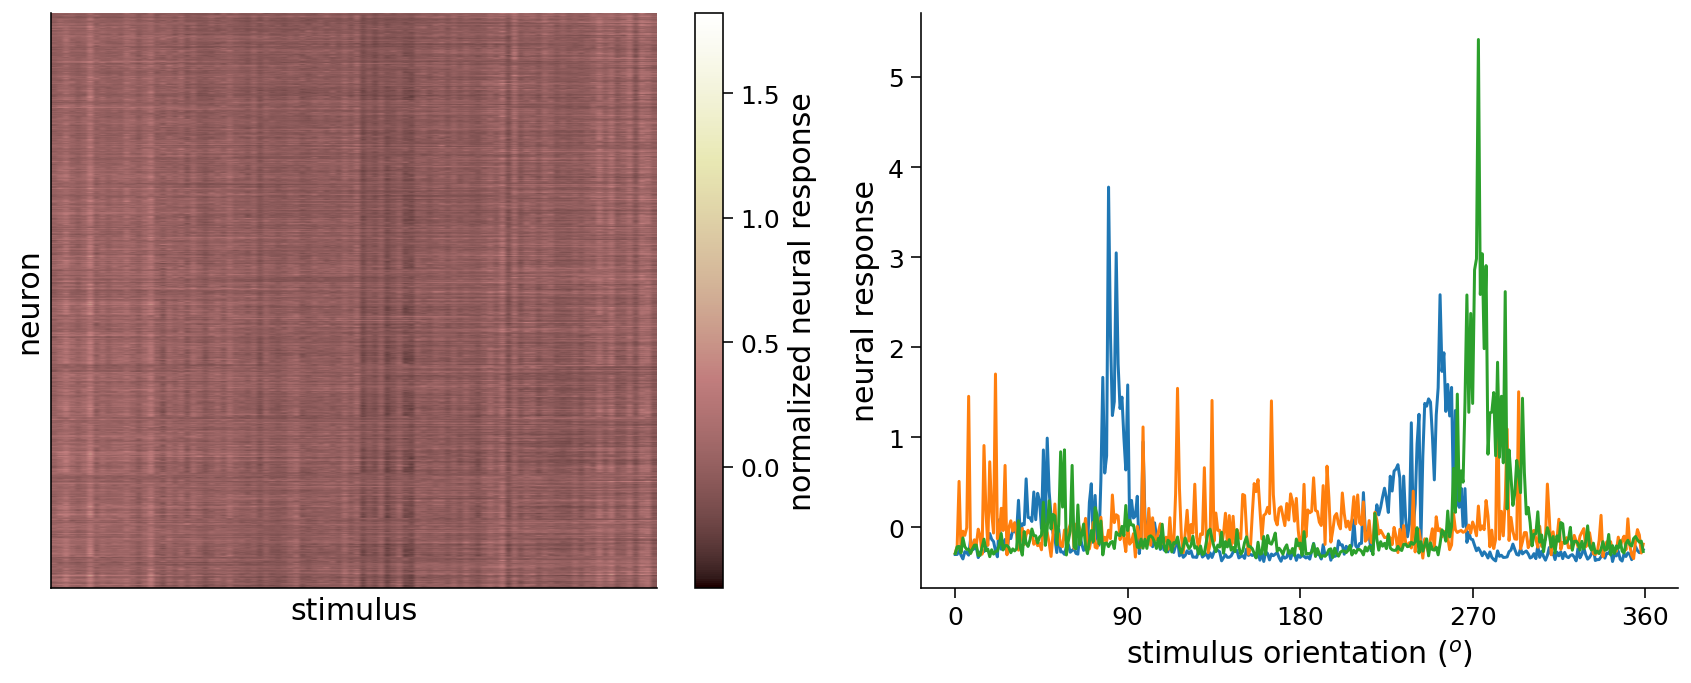 neuron
stimulus
1.5
1.0
0.5
0.0
normalized neural response
neural response
5
4
3
2
1
0
0 90 180 270 360
stimulus orientation (°)